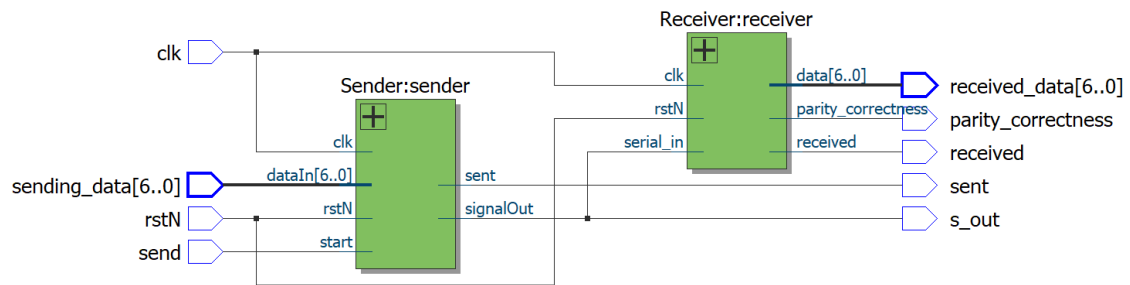 Receiver:receiver
clk
clk
data[6..0]
received_data[6..0]
Sender:sender
rstN
parity_correctness
parity_correctness
clk
serial_in
received
received
sending_data[6..0]
dataIn[6..0]
sent
sent
rstN
rstN
signalOut
s_out
send
start